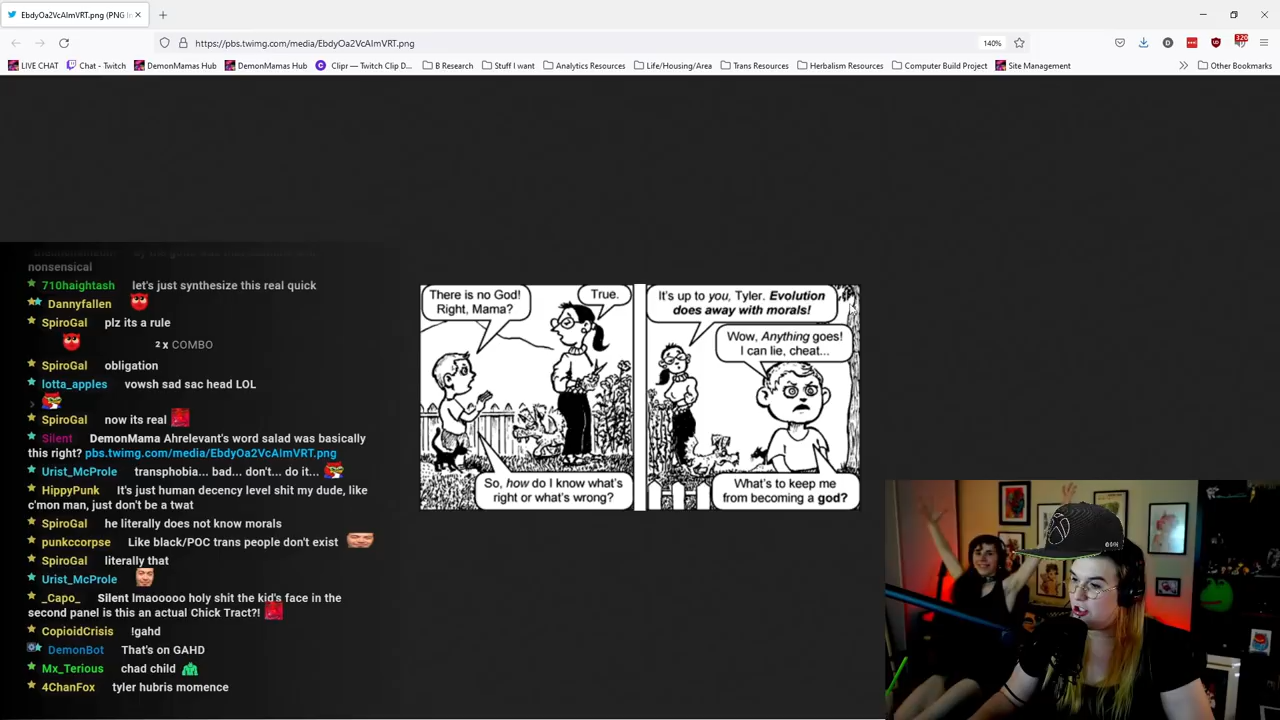 EbdyOa2VcAlmVRT.png (PNG I
https://pbs.twimg.com/media/EbdyOa2VcAlmVRT.png
140%
320
LIVE CHAT
Chat - Twitch
DemonMamas Hub
DemonMamas Hub
Clipr — Twitch Clip D...
B Research
Stuff I want
Analytics Resources
Life/Housing/Area
Trans Resources
Herbalism Resources
Computer Build Project
Site Management
Other Bookmarks
nonsensical
710haightash let's just synthesize this real quick
Dannyfallen
SpiroGal plz its a rule
2 x COMBO
SpiroGal obligation
lotta_apples vowsh sad sac head LOL
SpiroGal now its real
Silent DemonMama Ahrelevant's word salad was basically
this right? pbs.twimg.com/media/EbdyOa2VcAlmVRT.png
Urist_McProle transphobia... bad... don't... do it...
HippyPunk It's just human decency level shit my dude, like
c'mon man, just don't be a twat
SpiroGal he literally does not know morals
punkccorpse Like black/POC trans people don't exist
SpiroGal literally that
Urist_McProle
_Capo_ Silent lmaoooo holy shit the kid's face in the
second panel is this an actual Chick Tract?!
CopioidCrisis !gahd
DemonBot That's on GAHD
Mx_Terious chad child
4ChanFox tyler hubris momence
There is no God!
Right, Mama?
True.
So, how do I know what's
right or what's wrong?
It's up to you, Tyler. Evolution
does away with morals!
Wow, Anything goes!
I can lie, cheat...
What's to keep me
from becoming a god?